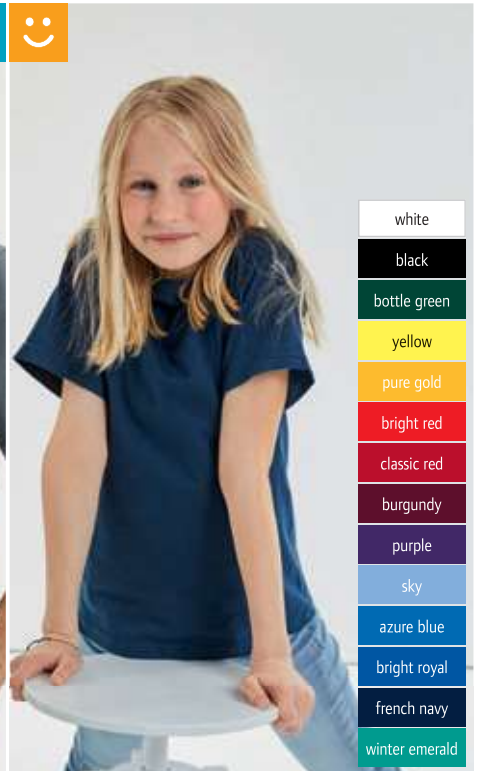 white
black
bottle green
yellow
pure gold
bright red
classic red
burgundy
purple
sky
azure blue
bright royal
french navy
winter emerald